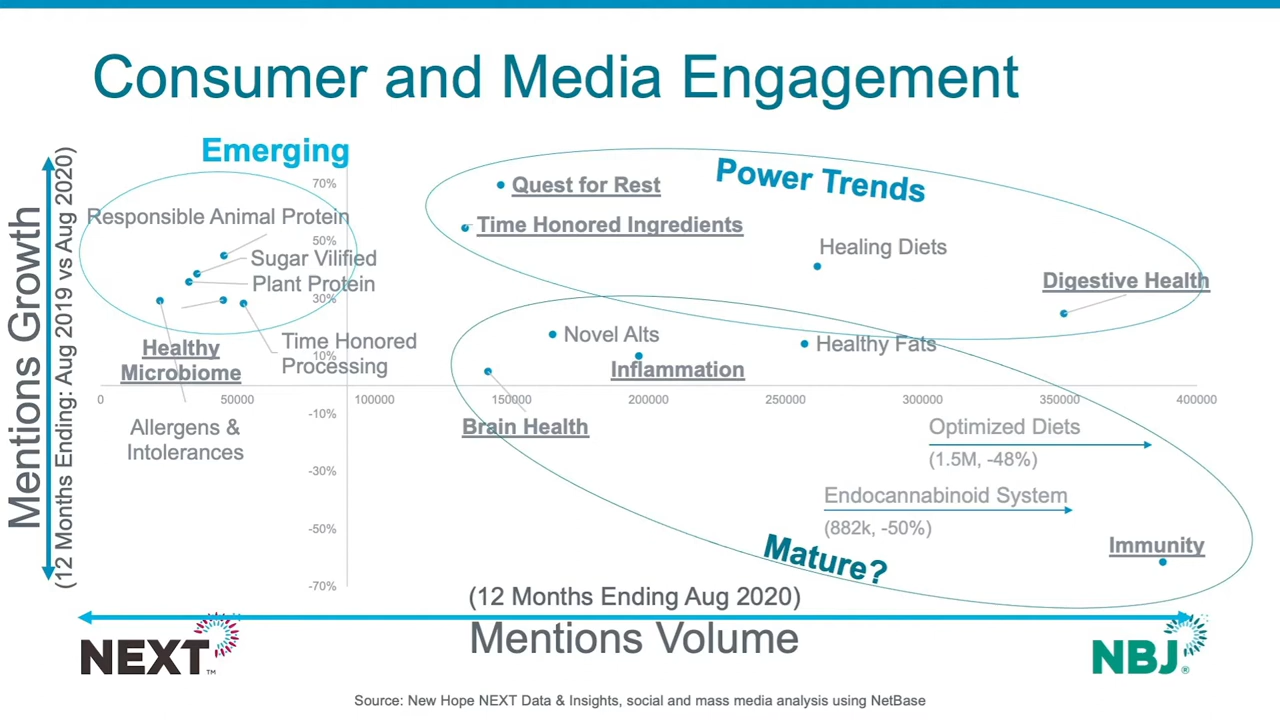 Consumer and Media Engagement
Emerging
Power Trends
70%
Quest for Rest
Responsible Animal Protein
Time Honored Ingredients
50%
Healing Diets
Sugar Vilified
Plant Protein
Digestive Health
30%
Novel Alts
Time Honored
Processing
Healthy Fats
Healthy
Microbiome
10%
Inflammation
0
50000
100000
150000
200000
250000
300000
350000
400000
-10%
Allergens &
Intolerances
Brain Health
Optimized Diets
(1.5M, -48%)
-30%
Endocannabinoid System
(882k, -50%)
-50%
Immunity
Mature?
-70%
Mentions Growth
(12 Months Ending: Aug 2019 vs Aug 2020)
(12 Months Ending Aug 2020)
Mentions Volume
NEXT™
NBJ®
Source: New Hope NEXT Data & Insights, social and mass media analysis using NetBase